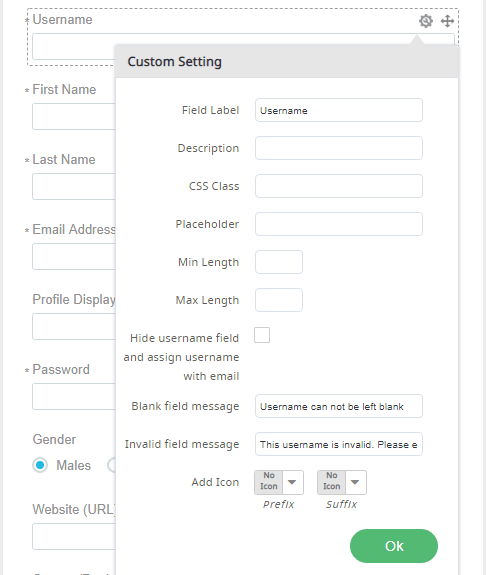 * Username
Custom Setting
* First Name
Field Label
Username
Description
* Last Name
CSS Class
* Email Address
Placeholder
Min Length
Profile Display
Max Length
Hide username field
and assign username
with email
* Password
Blank field message
Username can not be left blank
Gender
Invalid field message
This username is invalid. Please e
Males
Add Icon
No
Icon
No
Icon
Prefix
Suffix
Website (URL)
Ok